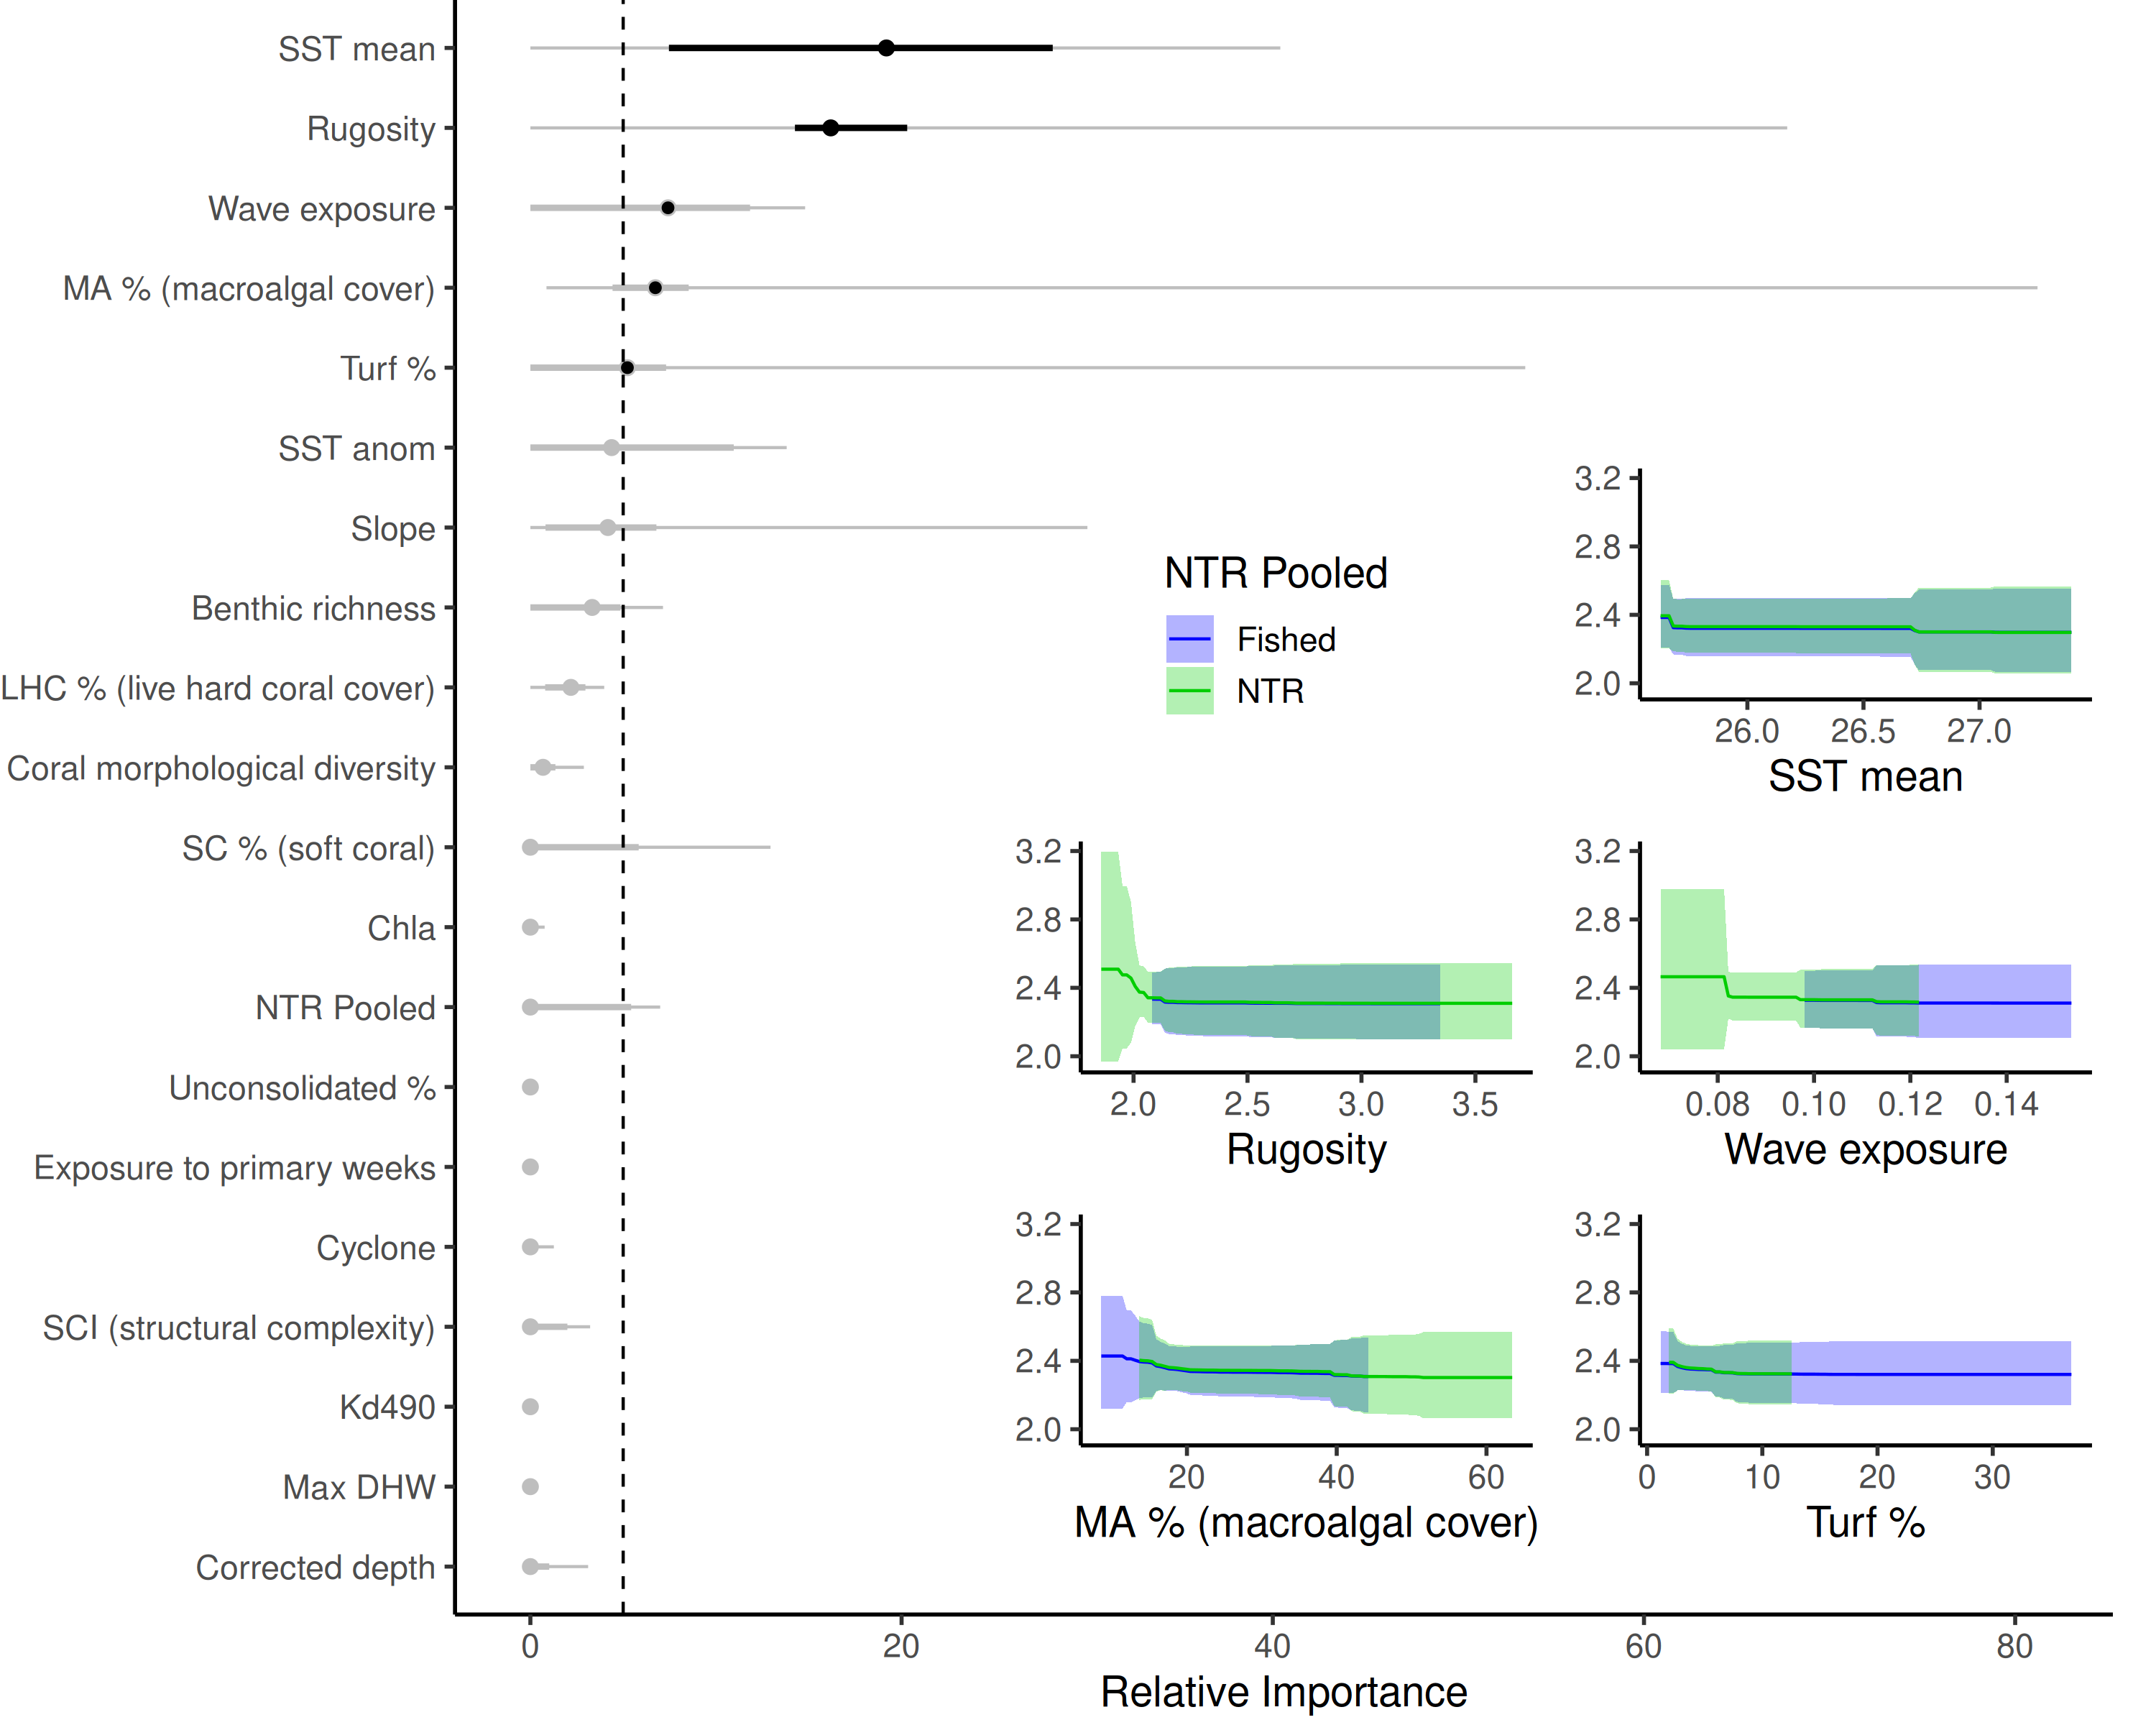 SST mean
Rugosity
Wave exposure
MA % (macroalgal cover)
Turf %
SST anom
Slope
Benthic richness
LHC % (live hard coral cover)
Coral morphological diversity
SC % (soft coral)
Chla
NTR Pooled
Unconsolidated %
Exposure to primary weeks
Cyclone
SCI (structural complexity)
Kd490
Max DHW
Corrected depth
0 20 40 60 80
Relative Importance
NTR Pooled
Fished
NTR
3.2
2.8
2.4
2.0
26.0 26.5 27.0
SST mean
3.2
2.8
2.4
2.0
2.0 2.5 3.0 3.5
Rugosity
3.2
2.8
2.4
2.0
0.08 0.10 0.12 0.14
Wave exposure
3.2
2.8
2.4
2.0
20 40 60
MA % (macroalgal cover)
3.2
2.8
2.4
2.0
0 10 20 30
Turf %